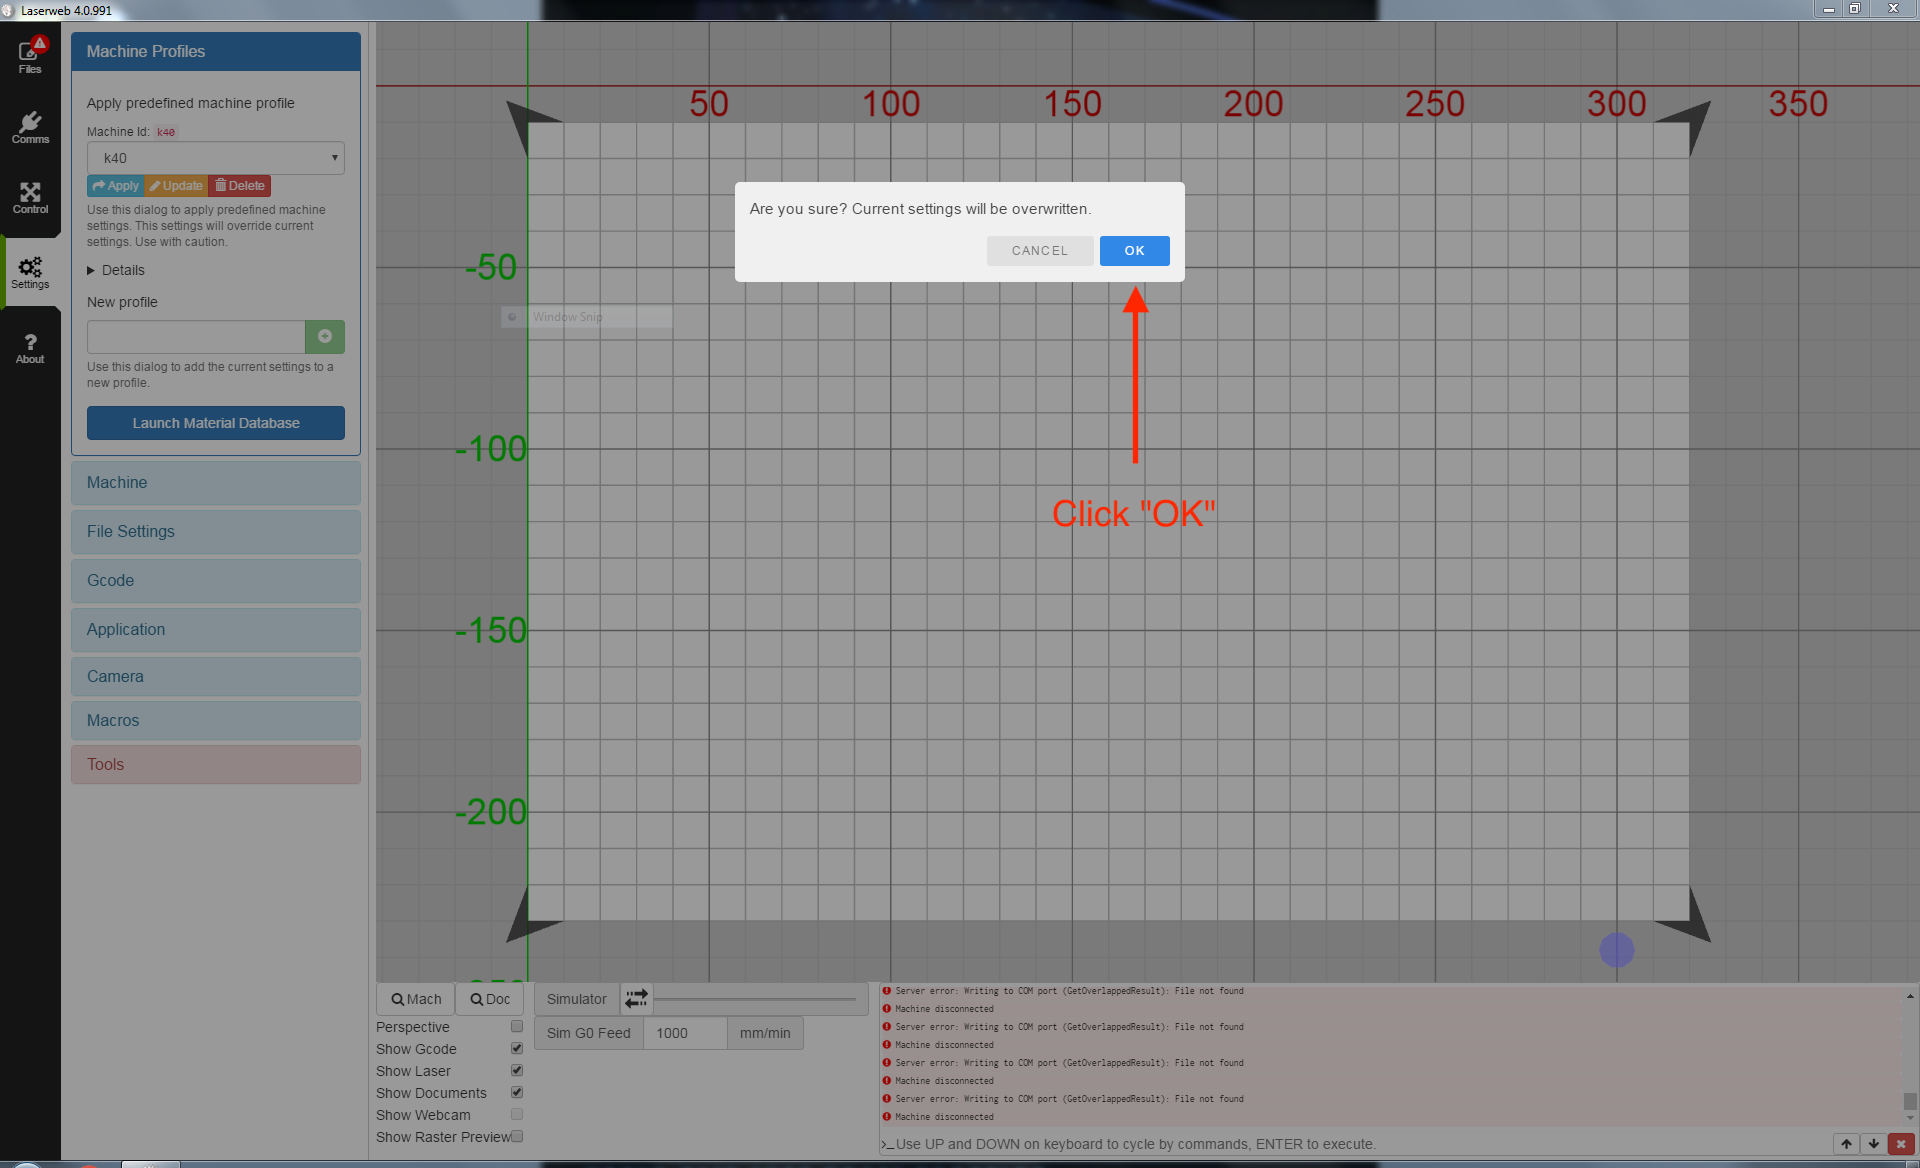 Laserweb 4.0.991
Files
Comms
Control
Settings
?
About
Machine Profiles
Apply predefined machine profile
Machine Id: k40
k40
Apply Update Delete
Use this dialog to apply predefined machine
settings. This settings will override current
settings. Use with caution.
Details
New profile
Use this dialog to add the current settings to a
new profile.
Launch Material Database
Machine
File Settings
Gcode
Application
Camera
Macros
Tools
50 100 150 200 250 300 350
Are you sure? Current settings will be overwritten.
CANCEL OK
-50
Window Snip
-100
Click "OK"
-150
-200
Mach Doc Simulator
Sim G0 Feed 1000 mm/min
Perspective
Show Gcode
Show Laser
Show Documents
Show Webcam
Show Raster Preview
Server error: Writing to COM port (GetOverlappedResult): File not found
Machine disconnected
Server error: Writing to COM port (GetOverlappedResult): File not found
Machine disconnected
Server error: Writing to COM port (GetOverlappedResult): File not found
Machine disconnected
Server error: Writing to COM port (GetOverlappedResult): File not found
Machine disconnected
>_Use UP and DOWN on keyboard to cycle by commands, ENTER to execute.